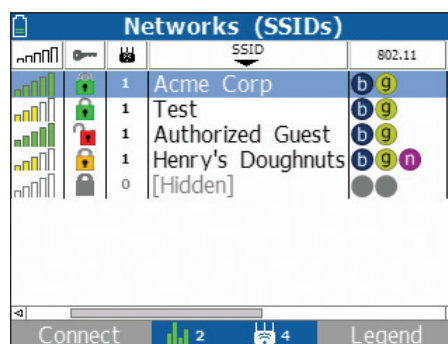 Networks (SSIDs)
SSID 802.11
1 Acme Corp b g
1 Test b g
1 Authorized Guest b g
1 Henry's Doughnuts b g n
0 [Hidden]
Connect 2 4 Legend